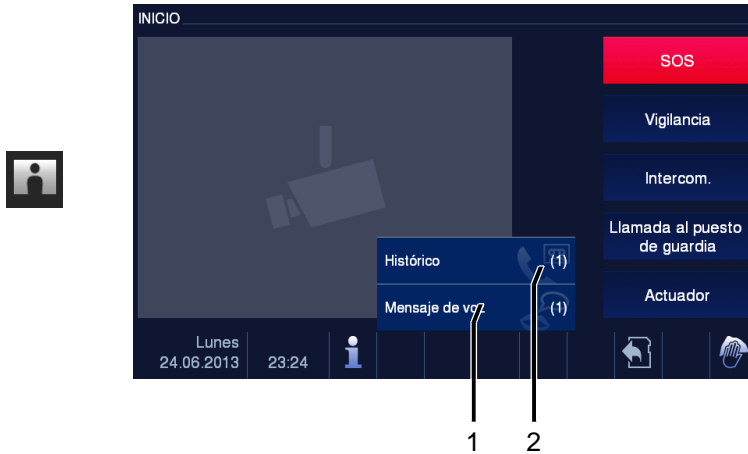 INICIO
SOS
Vigilancia
Intercom.
Llamada al puesto
de guardia
Actuador
Histórico (1)
Mensaje de voz (1)
Lunes
24.06.2013 23:24
1 2